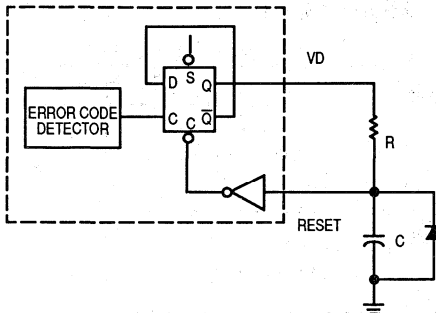 VD
D S Q
ERROR CODE
DETECTOR
C C Q̅
R
RESET
C